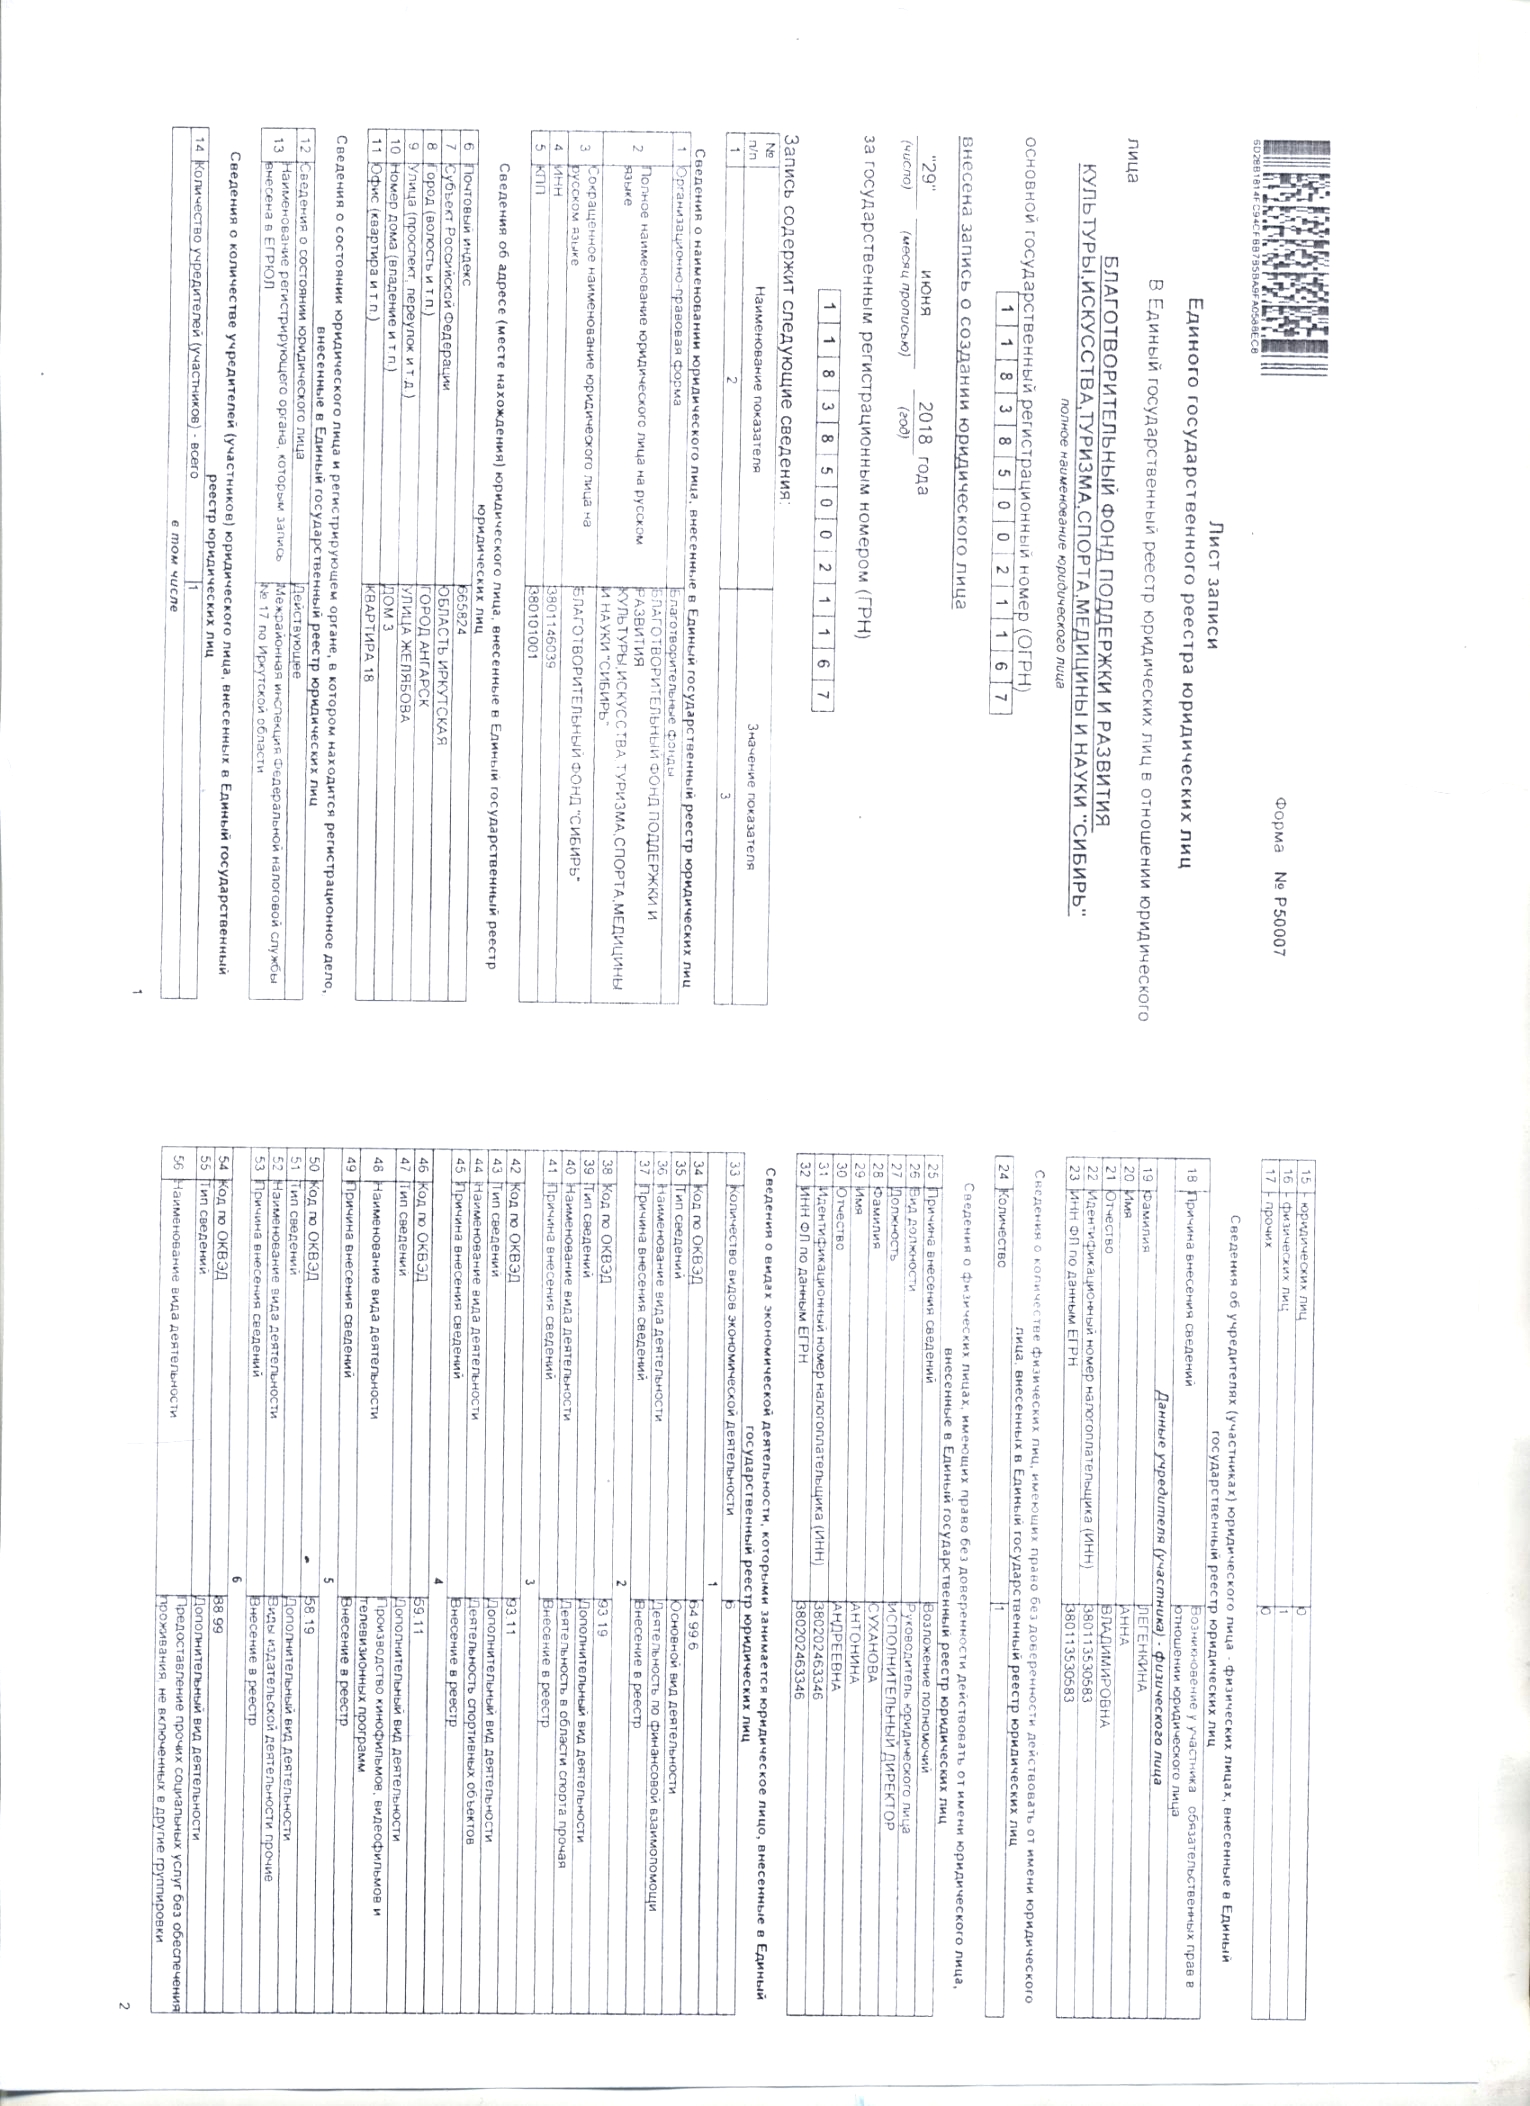 6D28B1814FC94CFBB7B5BA9FA0588EC8
Форма № Р50007
Лист записи
Единого государственного реестра юридических лиц
В Единый государственный реестр юридических лиц в отношении юридического
лица
БЛАГОТВОРИТЕЛЬНЫЙ ФОНД ПОДДЕРЖКИ И РАЗВИТИЯ
КУЛЬТУРЫ,ИСКУССТВА,ТУРИЗМА,СПОРТА,МЕДИЦИНЫ И НАУКИ "СИБИРЬ"
полное наименование юридического лица
основной государственный регистрационный номер (ОГРН)
1 1 8 3 8 5 0 0 2 1 1 6 7
внесена запись о создании юридического лица
"29" июня 2018 года
(число) (месяц прописью) (год)
за государственным регистрационным номером (ГРН)
1 1 8 3 8 5 0 0 2 1 1 6 7
Запись содержит следующие сведения:
№ п/п Наименование показателя Значение показателя
1 2 3
Сведения о наименовании юридического лица, внесенные в Единый государственный реестр юридических лиц
1 Организационно-правовая форма Благотворительные фонды
2 Полное наименование юридического лица на русском языке БЛАГОТВОРИТЕЛЬНЫЙ ФОНД ПОДДЕРЖКИ И
РАЗВИТИЯ
КУЛЬТУРЫ,ИСКУССТВА,ТУРИЗМА,СПОРТА,МЕДИЦИНЫ
И НАУКИ "СИБИРЬ"
3 Сокращенное наименование юридического лица на русском языке БЛАГОТВОРИТЕЛЬНЫЙ ФОНД "СИБИРЬ"
4 ИНН 3801146039
5 КПП 380101001
Сведения об адресе (месте нахождения) юридического лица, внесенные в Единый государственный реестр
юридических лиц
6 Почтовый индекс 665824
7 Субъект Российской Федерации ОБЛАСТЬ ИРКУТСКАЯ
8 Город (волость и т.п.) ГОРОД АНГАРСК
9 Улица (проспект, переулок и т.д.) УЛИЦА ЖЕЛЯБОВА
10 Номер дома (владение и т.п.) ДОМ 3
11 Офис (квартира и т.п.) КВАРТИРА 18
Сведения о состоянии юридического лица и регистрирующем органе, в котором находится регистрационное дело,
внесенные в Единый государственный реестр юридических лиц
12 Сведения о состоянии юридического лица Действующее
13 Наименование регистрирующего органа, которым запись внесена в ЕГРЮЛ Межрайонная инспекция Федеральной налоговой службы
№ 17 по Иркутской области
Сведения о количестве учредителей (участников) юридического лица, внесенных в Единый государственный
реестр юридических лиц
14 Количество учредителей (участников) - всего 1
в том числе
1
15 - юридических лиц 0
16 - физических лиц 1
17 - прочих 0
Сведения об учредителях (участниках) юридического лица - физических лицах, внесенные в Единый
государственный реестр юридических лиц
18 Причина внесения сведений Возникновение у участника обязательственных прав в
отношении юридического лица
Данные учредителя (участника) - физического лица
19 Фамилия ЛЕГЕНКИНА
20 Имя АННА
21 Отчество ВЛАДИМИРОВНА
22 Идентификационный номер налогоплательщика (ИНН) 380113530583
23 ИНН ФЛ по данным ЕГРН 380113530583
Сведения о количестве физических лиц, имеющих право без доверенности действовать от имени юридического
лица, внесенных в Единый государственный реестр юридических лиц
24 Количество 1
Сведения о физических лицах, имеющих право без доверенности действовать от имени юридического лица,
внесенные в Единый государственный реестр юридических лиц
25 Причина внесения сведений Возложение полномочий
26 Вид должности Руководитель юридического лица
27 Должность ИСПОЛНИТЕЛЬНЫЙ ДИРЕКТОР
28 Фамилия СУХАНОВА
29 Имя АНТОНИНА
30 Отчество АНДРЕЕВНА
31 Идентификационный номер налогоплательщика (ИНН) 380202463346
32 ИНН ФЛ по данным ЕГРН 380202463346
Сведения о видах экономической деятельности, которыми занимается юридическое лицо, внесенные в Единый
государственный реестр юридических лиц
33 Количество видов экономической деятельности 6
1
34 Код по ОКВЭД 64.99.6
35 Тип сведений Основной вид деятельности
36 Наименование вида деятельности Деятельность по финансовой взаимопомощи
37 Причина внесения сведений Внесение в реестр
2
38 Код по ОКВЭД 93.19
39 Тип сведений Дополнительный вид деятельности
40 Наименование вида деятельности Деятельность в области спорта прочая
41 Причина внесения сведений Внесение в реестр
3
42 Код по ОКВЭД 93.11
43 Тип сведений Дополнительный вид деятельности
44 Наименование вида деятельности Деятельность спортивных объектов
45 Причина внесения сведений Внесение в реестр
4
46 Код по ОКВЭД 59.11
47 Тип сведений Дополнительный вид деятельности
48 Наименование вида деятельности Производство кинофильмов, видеофильмов и
телевизионных программ
49 Причина внесения сведений Внесение в реестр
5
50 Код по ОКВЭД 58.19
51 Тип сведений Дополнительный вид деятельности
52 Наименование вида деятельности Виды издательской деятельности прочие
53 Причина внесения сведений Внесение в реестр
6
54 Код по ОКВЭД 88.99
55 Тип сведений Дополнительный вид деятельности
56 Наименование вида деятельности Предоставление прочих социальных услуг без обеспечения
проживания, не включенных в другие группировки
2